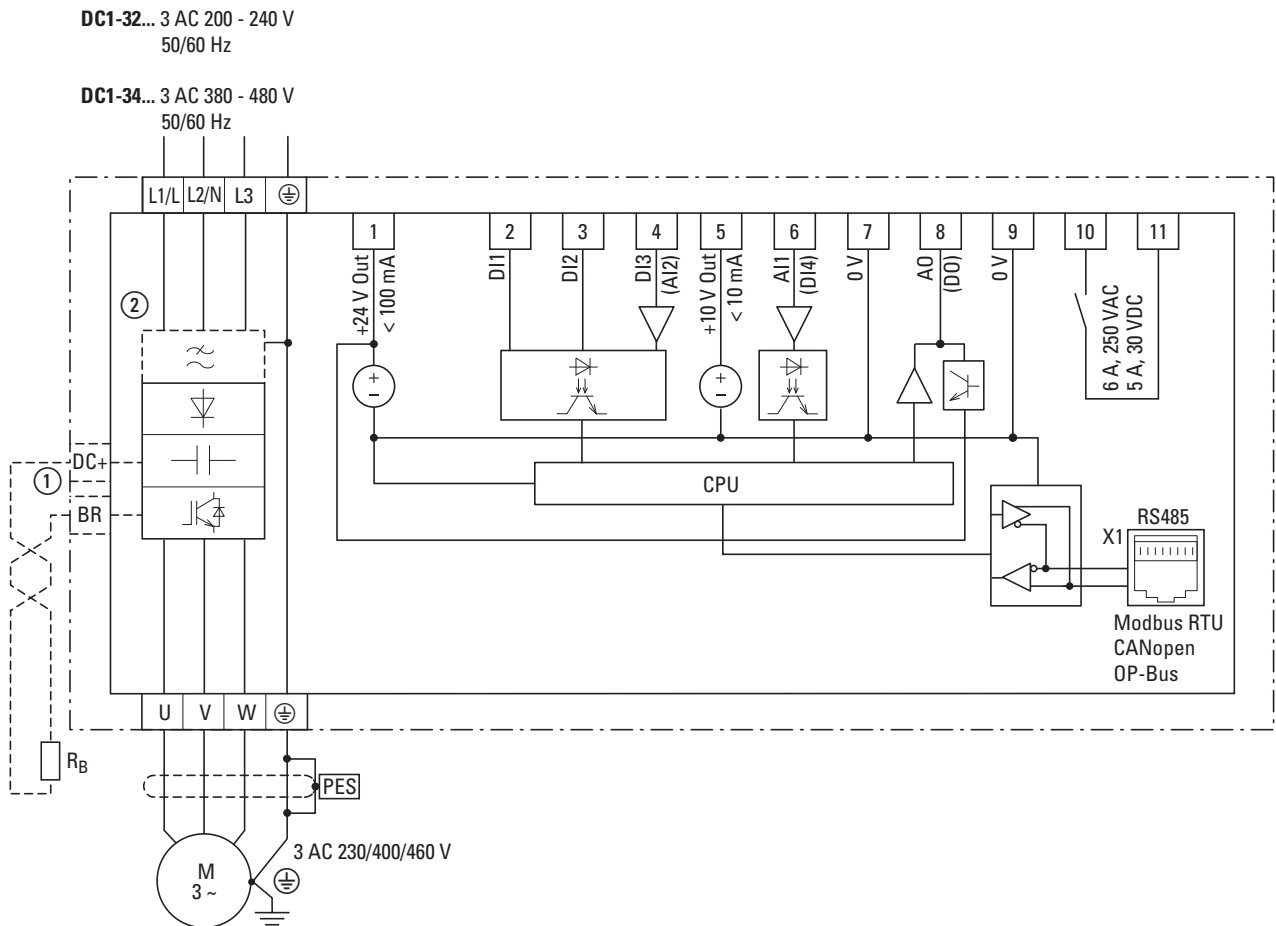 DC1-32... 3 AC 200 - 240 V
50/60 Hz
DC1-34... 3 AC 380 - 480 V
50/60 Hz
L1/L L2/N L3
1 2 3 4 5 6 7 8 9 10 11
+24 V Out
< 100 mA
DI1
DI2
DI3
(AI2)
+10 V Out
< 10 mA
AI1
(DI4)
0 V
AO
(DO)
0 V
6 A, 250 VAC
5 A, 30 VDC
2
+
-
+
-
DC+
1
BR
CPU
RS485
X1
Modbus RTU
CANopen
OP-Bus
U V W
RB
PES
3 AC 230/400/460 V
M
3 ~